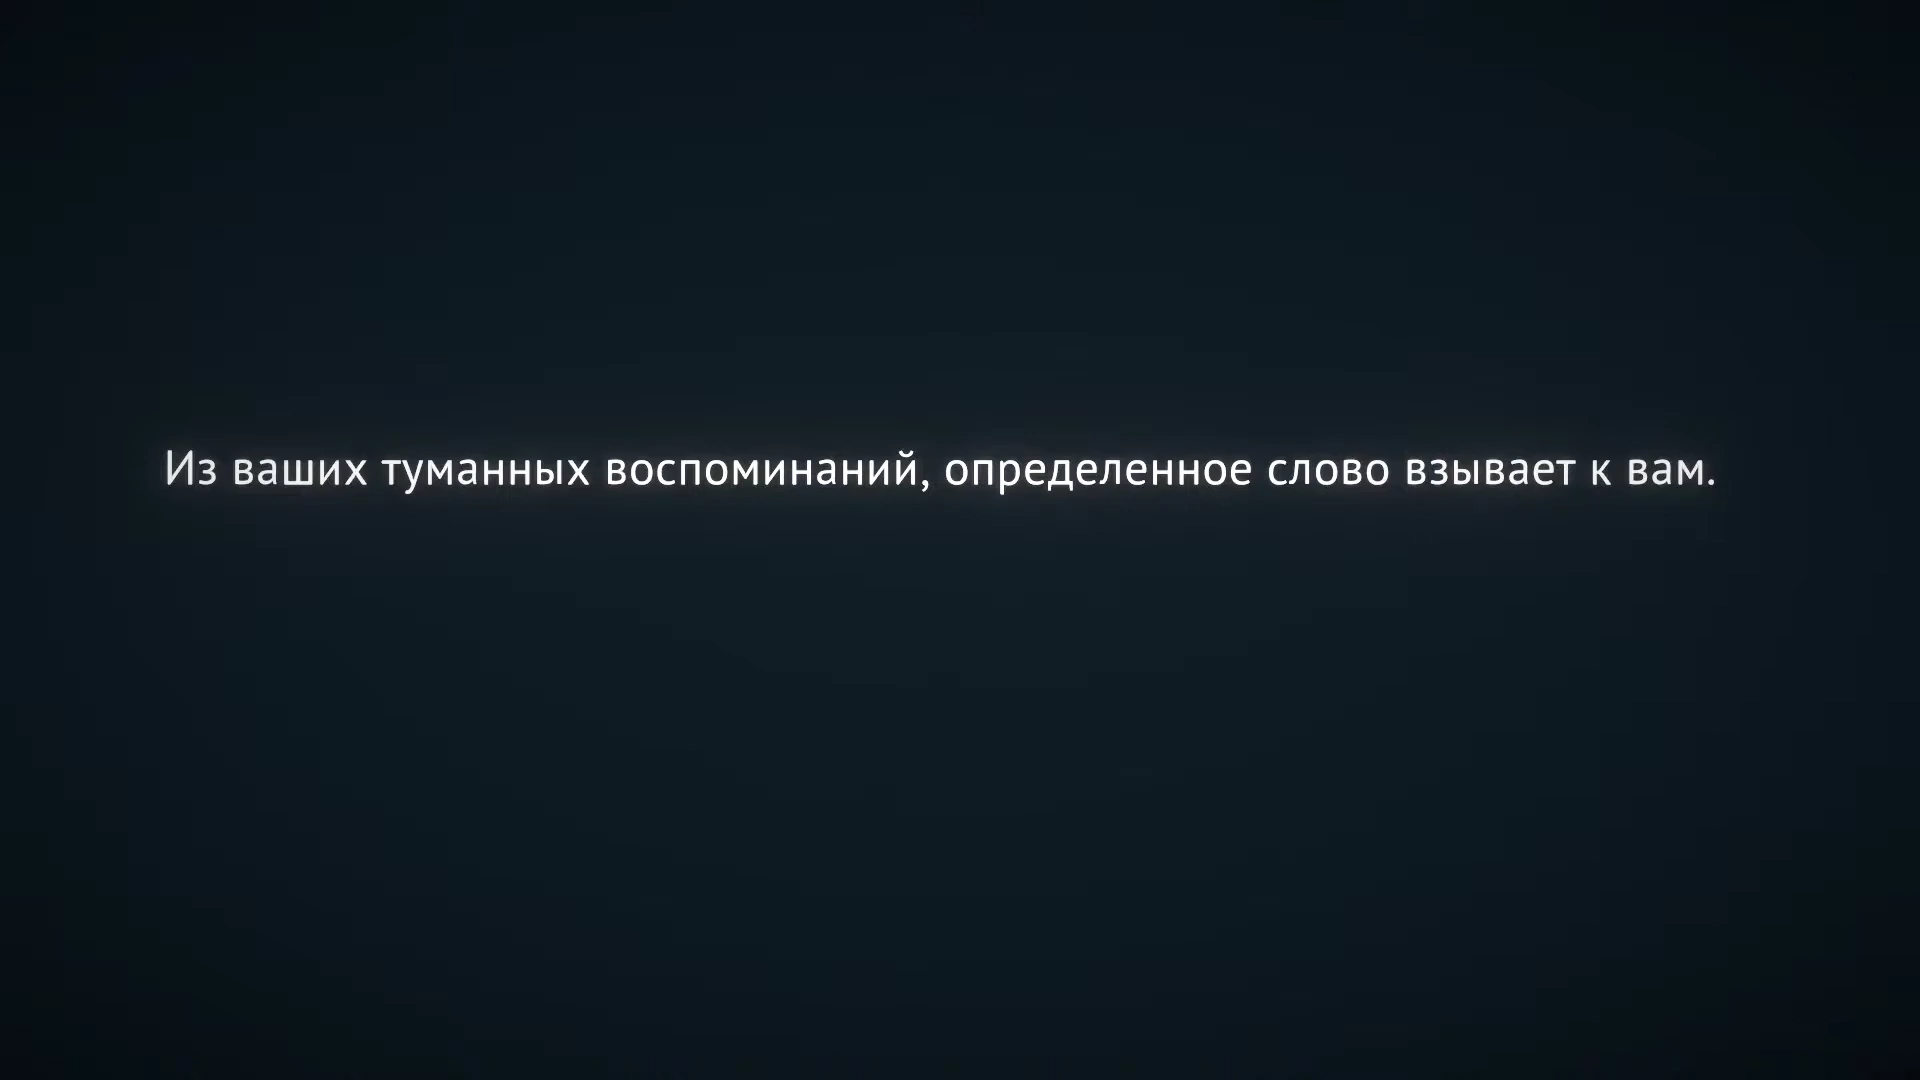 Из ваших туманных воспоминаний, определенное слово взывает к вам.